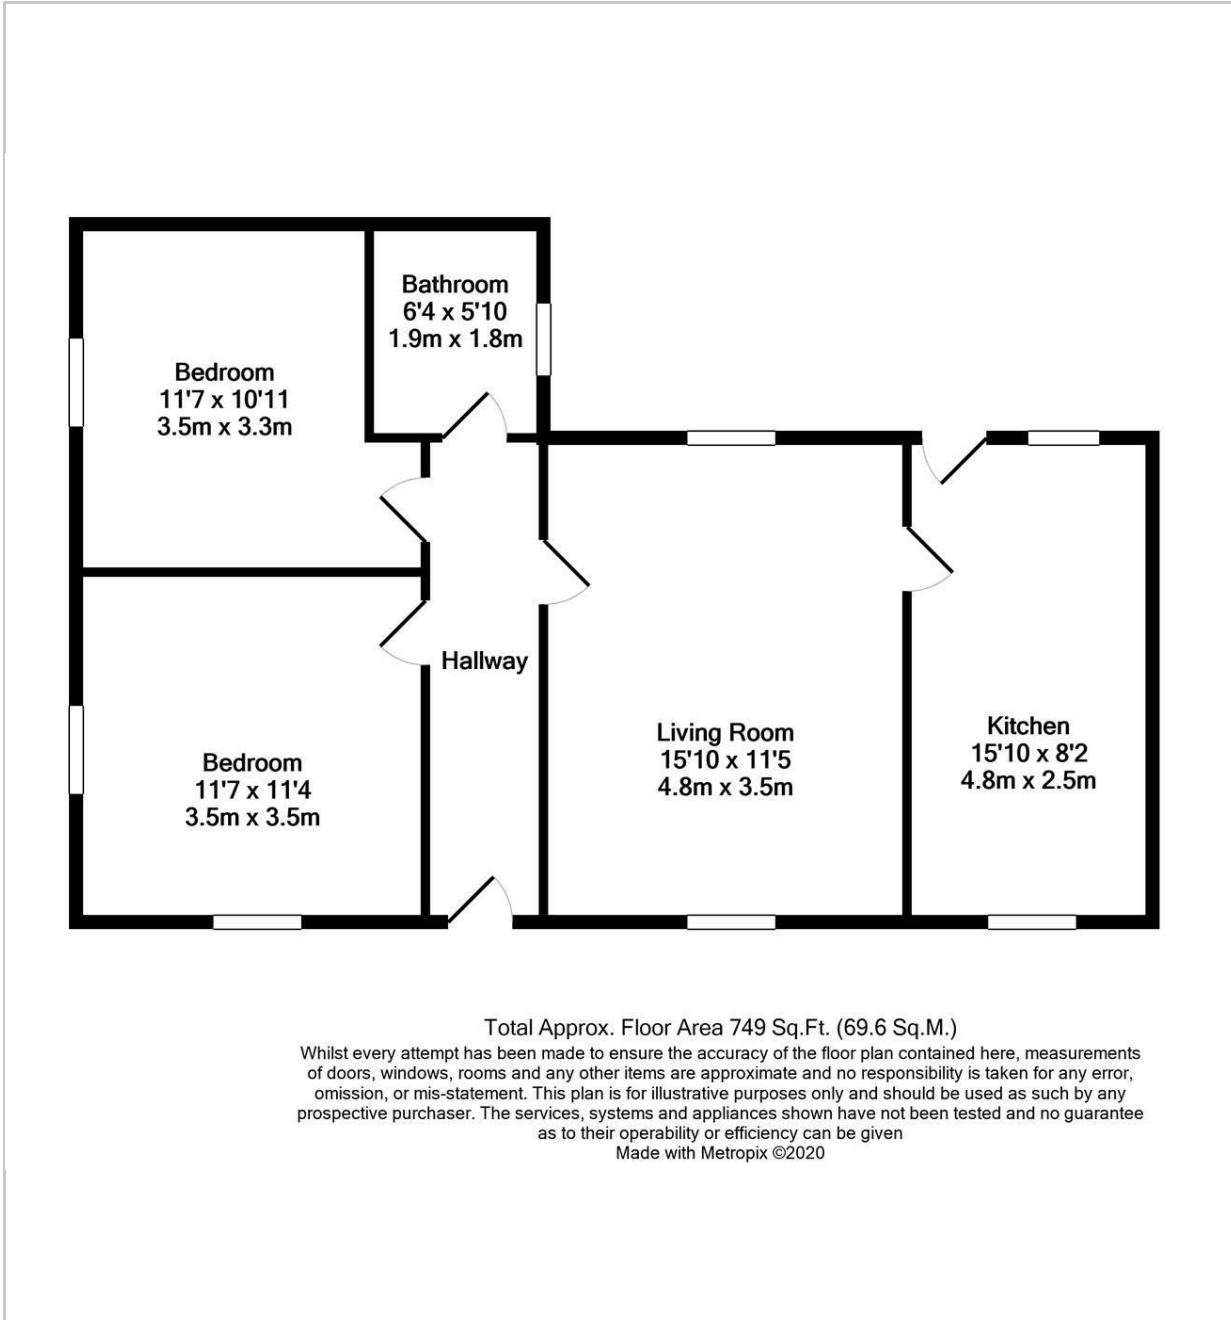 Bathroom
6'4 x 5'10
1.9m x 1.8m
Bedroom
11'7 x 10'11
3.5m x 3.3m
Hallway
Bedroom
11'7 x 11'4
3.5m x 3.5m
Living Room
15'10 x 11'5
4.8m x 3.5m
Kitchen
15'10 x 8'2
4.8m x 2.5m
Total Approx. Floor Area 749 Sq.Ft. (69.6 Sq.M.)
Whilst every attempt has been made to ensure the accuracy of the floor plan contained here, measurements
of doors, windows, rooms and any other items are approximate and no responsibility is taken for any error,
omission, or mis-statement. This plan is for illustrative purposes only and should be used as such by any
prospective purchaser. The services, systems and appliances shown have not been tested and no guarantee
as to their operability or efficiency can be given
Made with Metropix ©2020